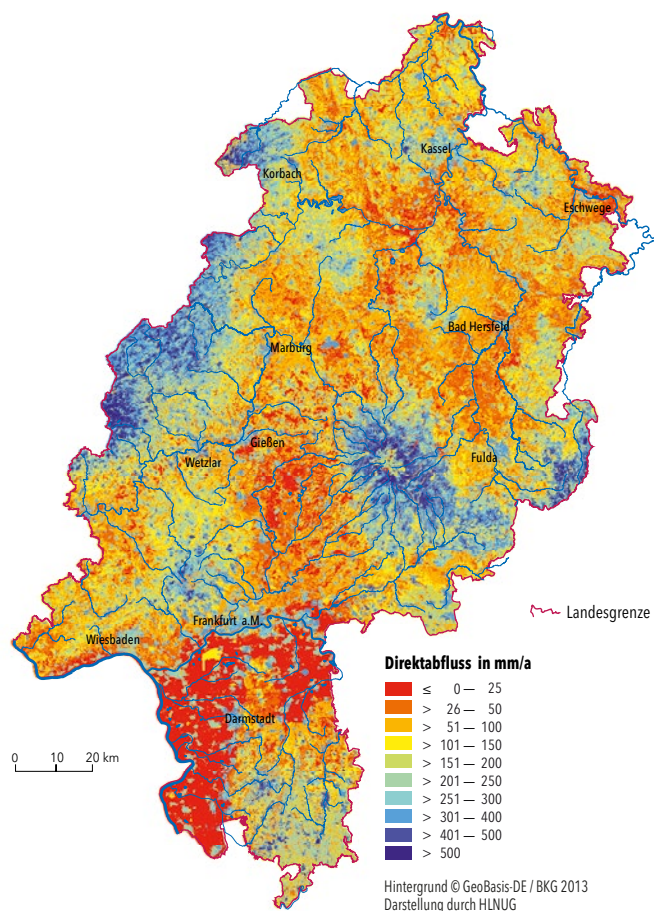 Kassel
Korbach
Eschwege
Bad Hersfeld
Marburg
Gießen
Wetzlar
Fulda
Frankfurt a.M.
Wiesbaden
Landesgrenze
Direktabfluss in mm/a
≤ 0 — 25
> 26 — 50
> 51 — 100
> 101 — 150
> 151 — 200
> 201 — 250
> 251 — 300
> 301 — 400
> 401 — 500
> 500
Darmstadt
0 10 20 km
Hintergrund © GeoBasis-DE / BKG 2013
Darstellung durch HLNUG